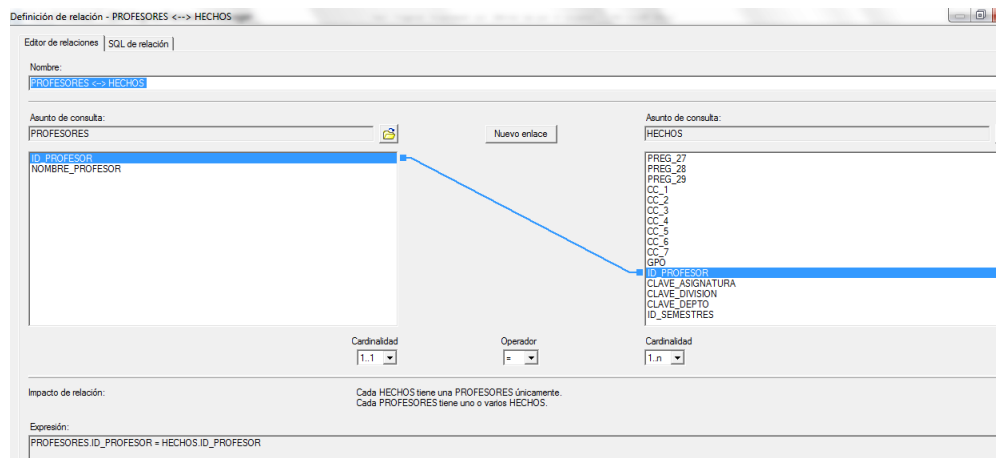 Definición de relación - PROFESORES <--> HECHOS
Editor de relaciones
SQL de relación
Nombre:
PROFESORES <--> HECHOS
Asunto de consulta:
PROFESORES
Nuevo enlace
Asunto de consulta:
HECHOS
ID_PROFESOR
NOMBRE_PROFESOR
PREG_27
PREG_28
PREG_29
CC_1
CC_2
CC_3
CC_4
CC_5
CC_6
CC_7
GPO
ID_PROFESOR
CLAVE_ASIGNATURA
CLAVE_DIVISION
CLAVE_DEPTO
ID_SEMESTRES
Cardinalidad
1..1
Operador
=
Cardinalidad
1..n
Impacto de relación:
Cada HECHOS tiene una PROFESORES únicamente.
Cada PROFESORES tiene uno o varios HECHOS.
Expresión:
PROFESORES.ID_PROFESOR = HECHOS.ID_PROFESOR